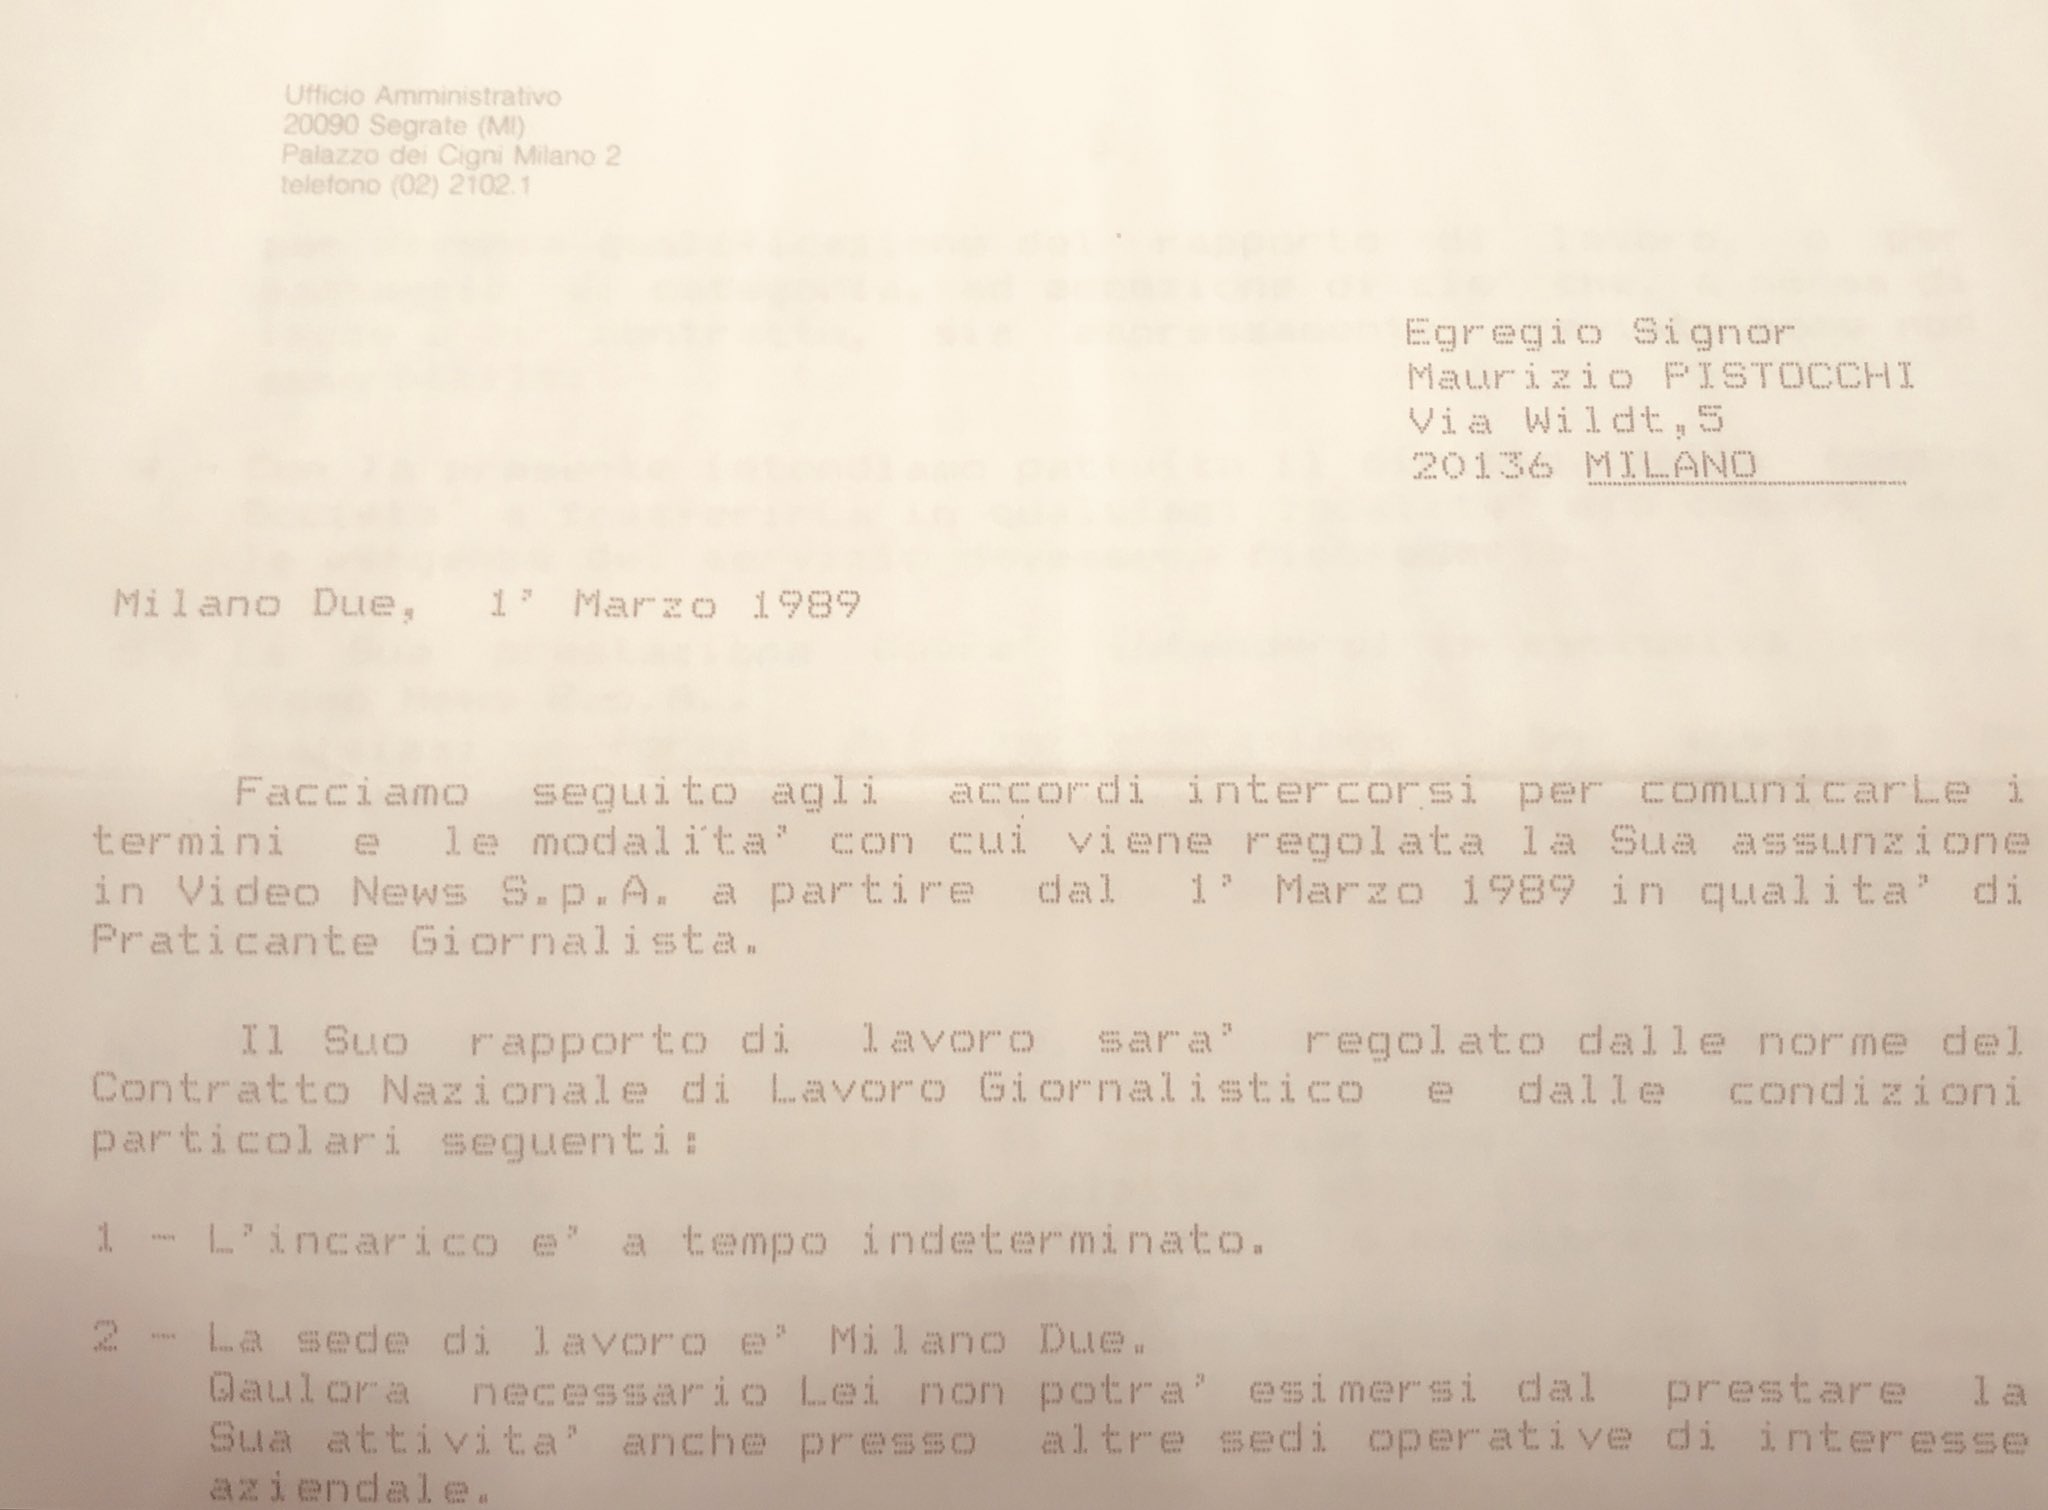 Ufficio Amministrativo
20090 Segrate (MI)
Palazzo dei Cigni Milano 2
telefono (02) 2102.1
Egregio Signor
Maurizio PISTOCCHI
Via Wildt,5
20136 MILANO
Milano Due, 1' Marzo 1989
Facciamo seguito agli accordi intercorsi per comunicarLe i
termini e le modalita' con cui viene regolata la Sua assunzione
in Video News S.p.A. a partire dal 1' Marzo 1989 in qualita' di
Praticante Giornalista.
Il Suo rapporto di lavoro sara' regolato dalle norme del
Contratto Nazionale di Lavoro Giornalistico e dalle condizioni
particolari seguenti:
1 - L'incarico e' a tempo indeterminato.
2 - La sede di lavoro e' Milano Due.
Qaulora necessario Lei non potra' esimersi dal prestare la
Sua attivita' anche presso altre sedi operative di interesse
aziendale.